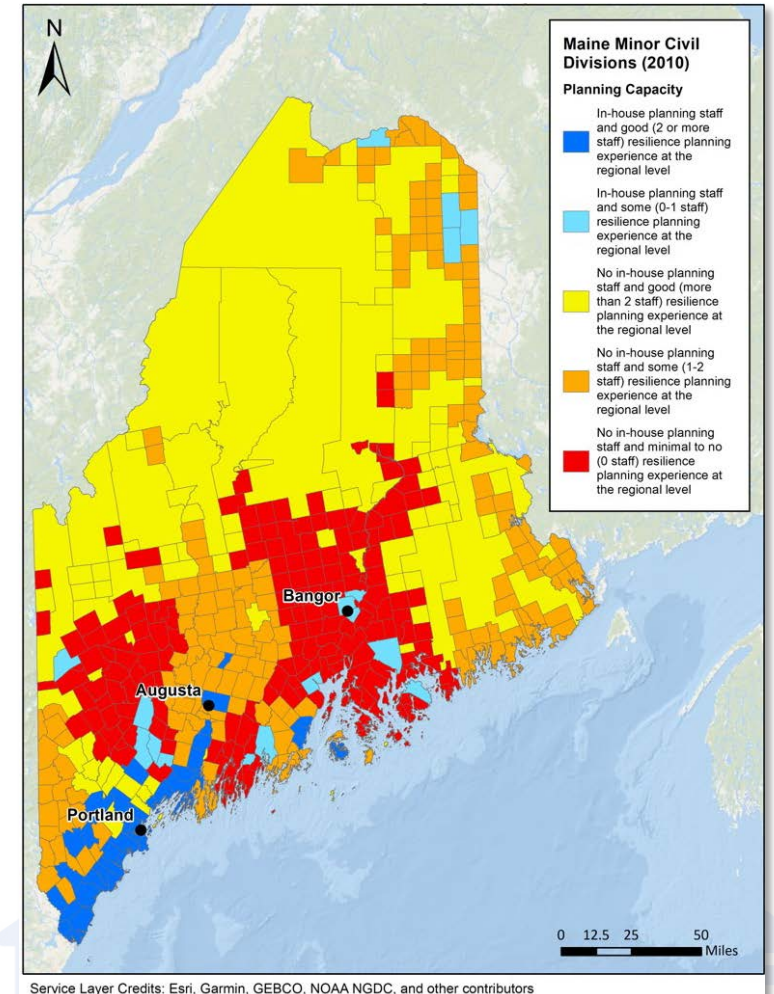 N
Maine Minor Civil
Divisions (2010)
Planning Capacity
In-house planning staff
and good (2 or more
staff) resilience
planning experience
at the regional level
In-house planning staff
and some (0-1 staff)
resilience planning
experience at the
regional level
No in-house planning
staff and good (more
than 2 staff) resilience
planning experience at
the regional level
No in-house planning
staff and some (1-2
staff) resilience planning
experience at the
regional level
No in-house planning
staff and minimal to no
(0 staff) resilience
planning experience at
the regional level
Bangor
Augusta
Portland
0 12.5 25 50
Miles
Service Layer Credits: Esri, Garmin, GEBCO, NOAA NGDC, and other contributors